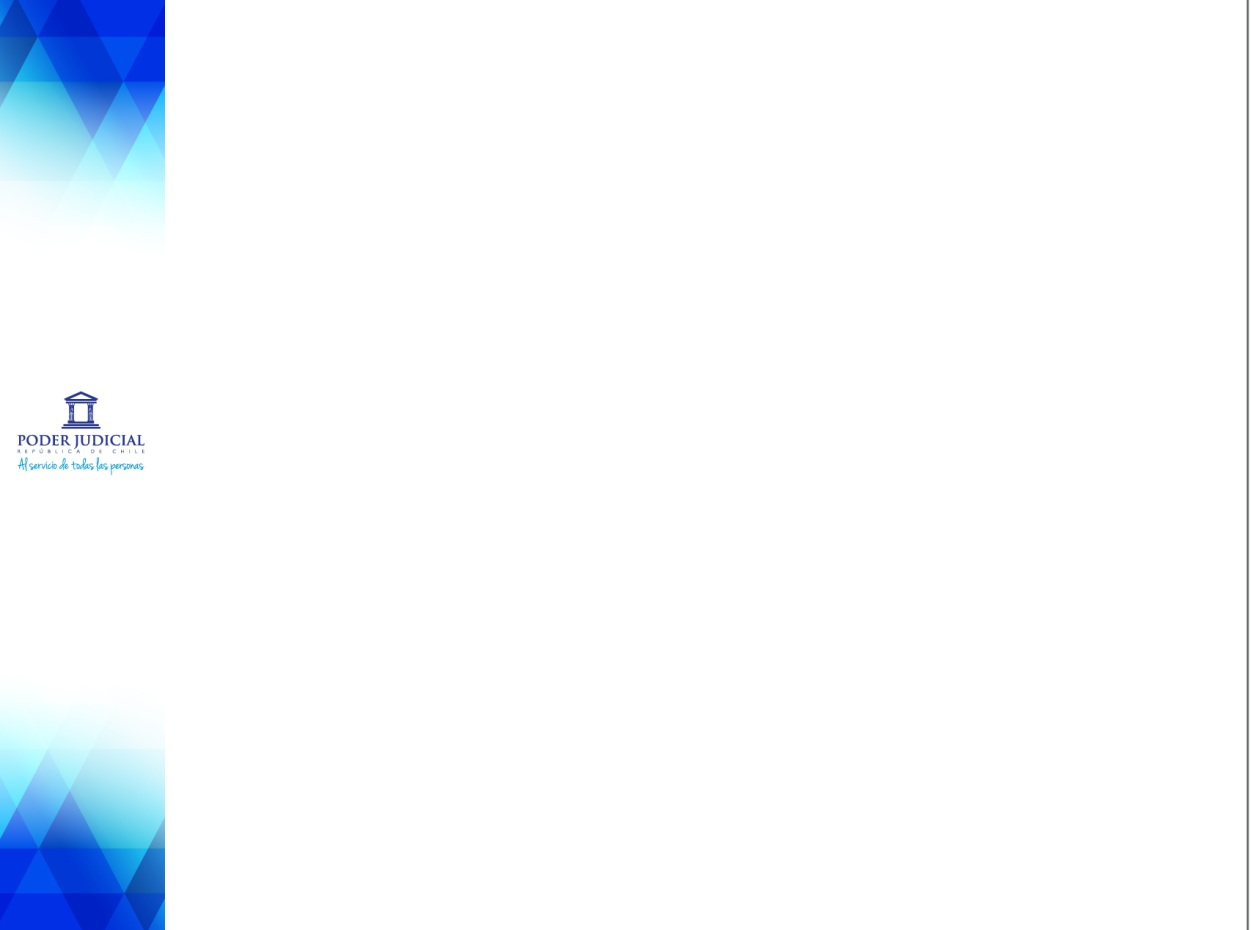 PODER JUDICIAL
REPÚBLICA DE CHILE
Al servicio de todas las personas